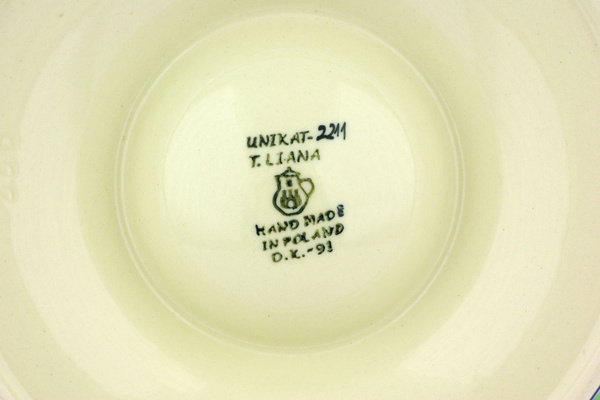 UNIKAT-2211
T. LIANA
HAND MADE
IN POLAND
D.K.-91